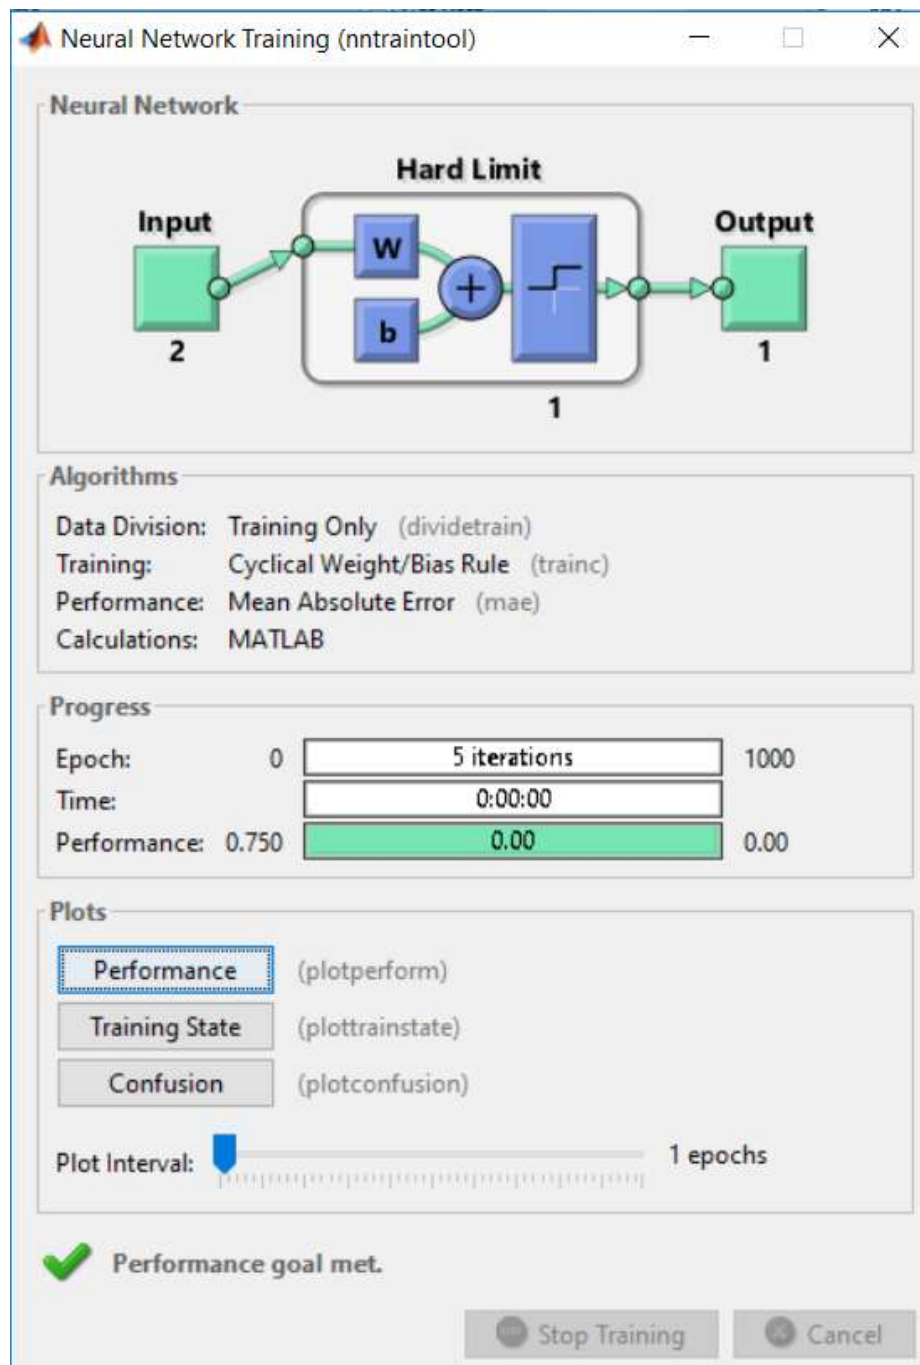 Neural Network Training (nntraintool)
Neural Network
Hard Limit
Input
Output
W
b
+
2
1
1
Algorithms
Data Division: Training Only (dividetrain)
Training: Cyclical Weight/Bias Rule (trainc)
Performance: Mean Absolute Error (mae)
Calculations: MATLAB
Progress
Epoch: 0 5 iterations 1000
Time: 0:00:00
Performance: 0.750 0.00 0.00
Plots
Performance (plotperform)
Training State (plottrainstate)
Confusion (plotconfusion)
Plot Interval: 1 epochs
Performance goal met.
Stop Training Cancel